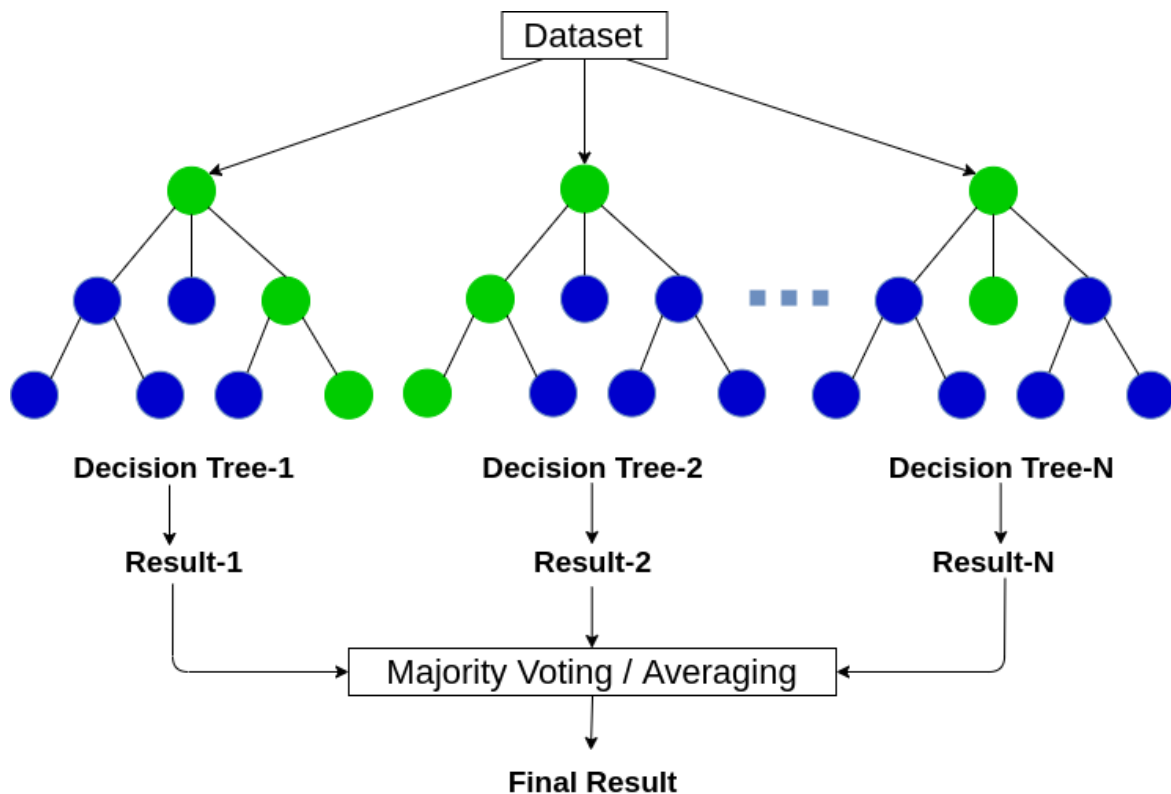 Dataset
Decision Tree-1
Decision Tree-2
Decision Tree-N
Result-1
Result-2
Result-N
Majority Voting / Averaging
Final Result